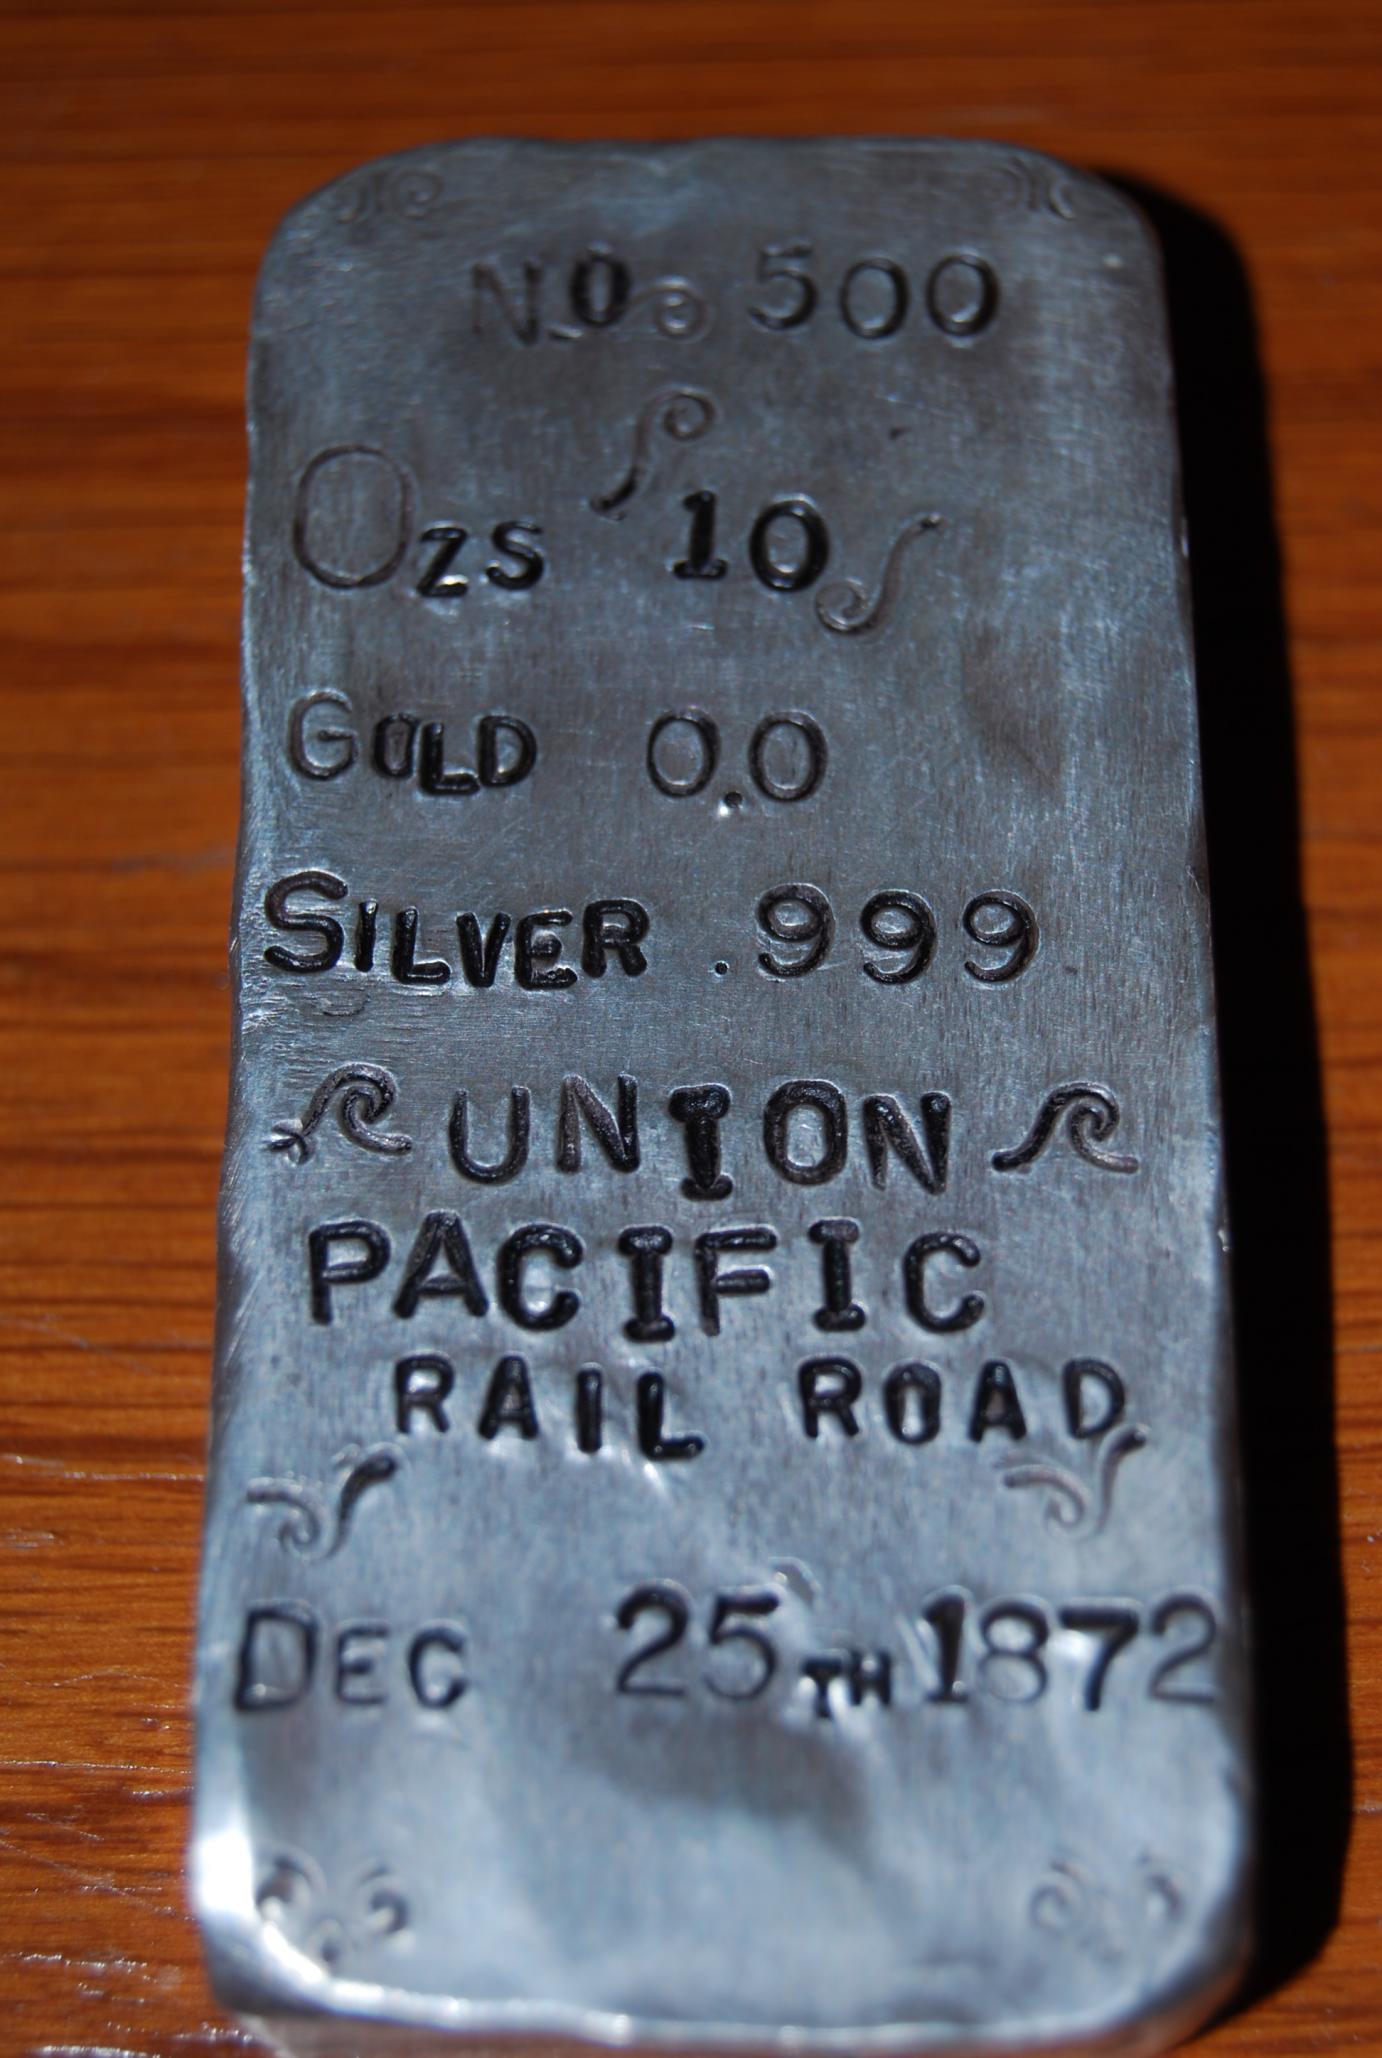 No 500
Ozs 10
GOLD 0.0
SILVER .999
UNION
PACIFIC
RAIL ROAD
DEC 25TH 1872